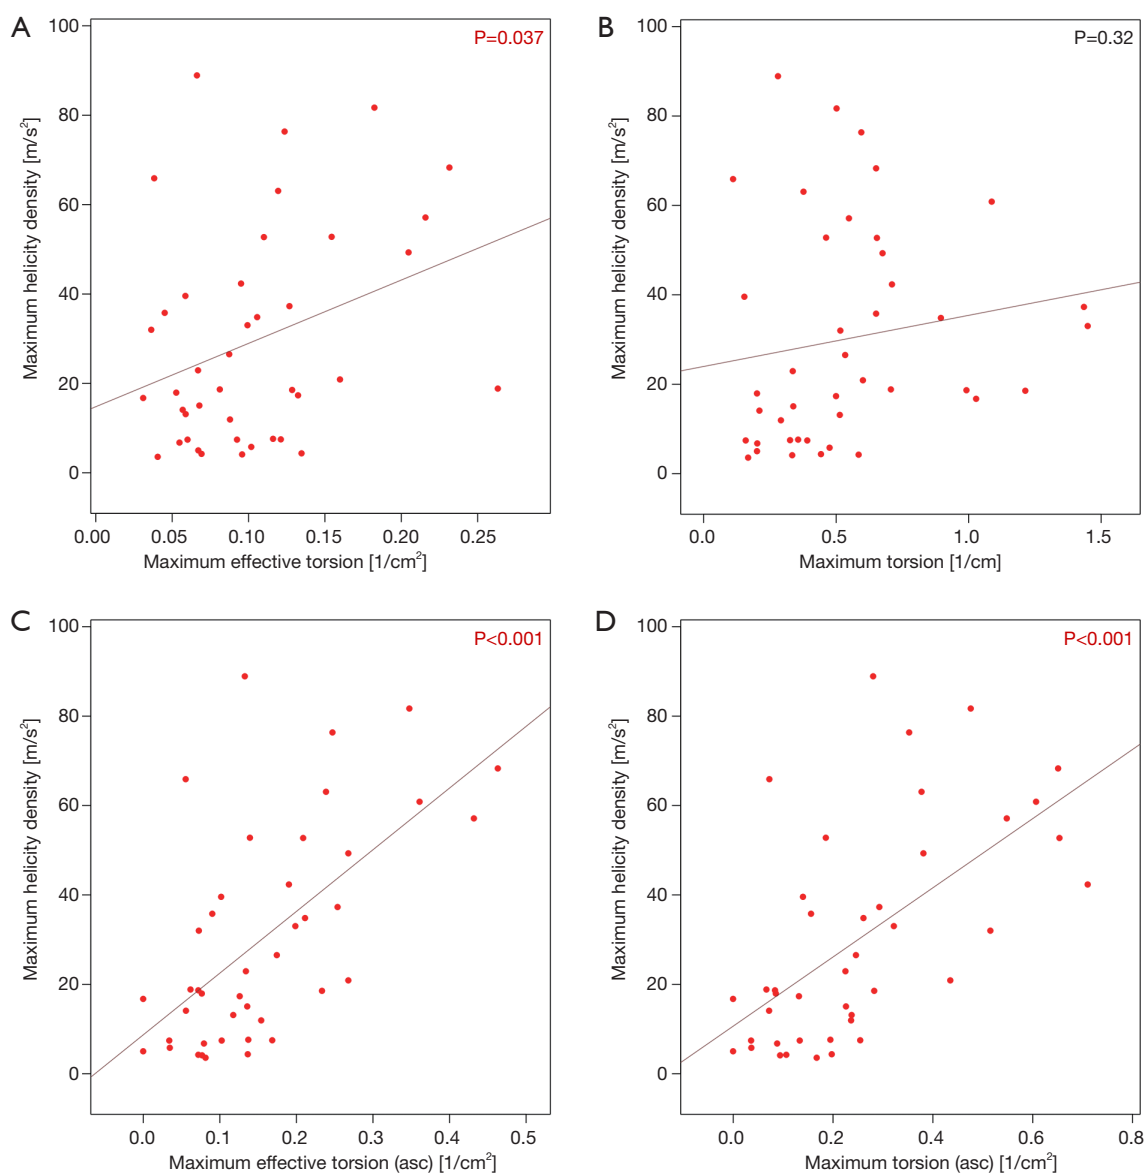 A
P=0.037
Maximum helicity density [m/s²]
100
80
60
40
20
0
0.00 0.05 0.10 0.15 0.20 0.25
Maximum effective torsion [1/cm²]
B
P=0.32
Maximum helicity density [m/s²]
100
80
60
40
20
0
0.0 0.5 1.0 1.5
Maximum torsion [1/cm]
C
P<0.001
Maximum helicity density [m/s²]
100
80
60
40
20
0
0.0 0.1 0.2 0.3 0.4 0.5
Maximum effective torsion (asc) [1/cm²]
D
P<0.001
Maximum helicity density [m/s²]
100
80
60
40
20
0
0.0 0.2 0.4 0.6 0.8
Maximum torsion (asc) [1/cm²]